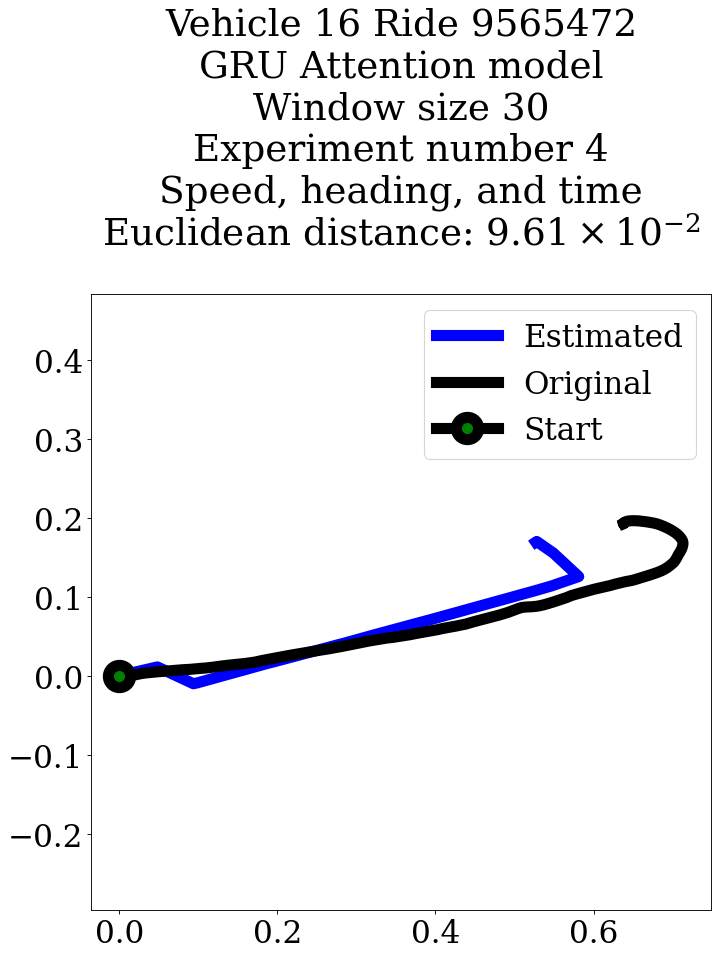 Vehicle 16 Ride 9565472
GRU Attention model
Window size 30
Experiment number 4
Speed, heading, and time
Euclidean distance: 9.61 × 10⁻²
Estimated
Original
Start
0.4
0.3
0.2
0.1
0.0
−0.1
−0.2
0.0 0.2 0.4 0.6